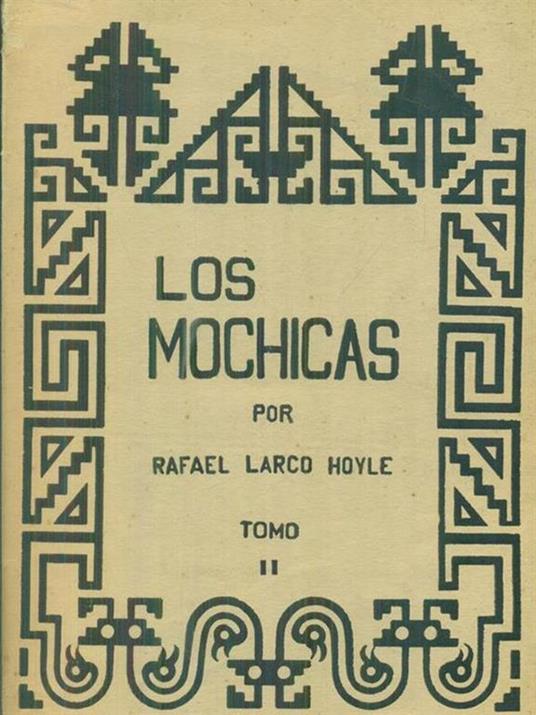 LOS
MOCHICAS
POR
RAFAEL LARCO HOYLE
TOMO
II